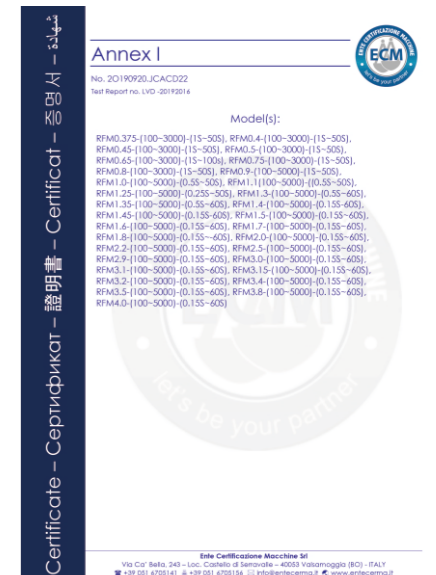 Certificate – Сертификат – 證明書 – Certificat – 증명서 – شهادة
ENTE CERTIFICAZIONE MACCHINE
ECM
let's be your partner
Annex I
No. 2O190920.JCACD22
Test Report no. LVD -20192016
Model(s):
RFM0.375-(100~3000)-(1S~50S), RFM0.4-(100~3000)-(1S~50S),
RFM0.45-(100~3000)-(1S~50S), RFM0.5-(100~3000)-(1S~50S),
RFM0.65-(100~3000)-(1S~100s), RFM0.75-(100~3000)-(1S~50S),
RFM0.8-(100~3000)-(1S~50S), RFM0.9-(100~5000)-(1S~50S),
RFM1.0-(100~5000)-(0.5S~50S), RFM1.1(100~5000)-((0.5S~50S),
RFM1.25-(100~5000)-(0.25S~50S), RFM1.3-(100~5000)-(0.5S~60S),
RFM1.35-(100~5000)-(0.5S~60S), RFM1.4-(100~5000)-(0.15S~60S),
RFM1.45-(100~5000)-(0.15S-60S), RFM1.5-(100~5000)-(0.15S~60S),
RFM1.6-(100~5000)-(0.15S~60S), RFM1.7-(100~5000)-(0.15S~60S),
RFM1.8-(100~5000)-(0.15S~60S), RFM2.0-(100~5000)-(0.15S~60S),
RFM2.2-(100~5000)-(0.15S~60S), RFM2.5-(100~5000)-(0.15S~60S),
RFM2.9-(100~5000)-(0.15S~60S), RFM3.0-(100~5000)-(0.15S~60S),
RFM3.1-(100~5000)-(0.15S~60S), RFM3.15-(100~5000)-(0.15S~60S),
RFM3.2-(100~5000)-(0.15S~60S), RFM3.4-(100~5000)-(0.15S~60S),
RFM3.5-(100~5000)-(0.15S~60S), RFM3.8-(100~5000)-(0.15S~60S),
RFM4.0-(100~5000)-(0.15S~60S)
ECM
let's be your partner
Ente Certificazione Macchine Srl
Via Ca' Bella, 243 – Loc. Castello di Serravalle – 40053 Valsamoggia (BO) - ITALY
+39 051 6705141 +39 051 6705156 info@entecerma.it www.entecerma.it